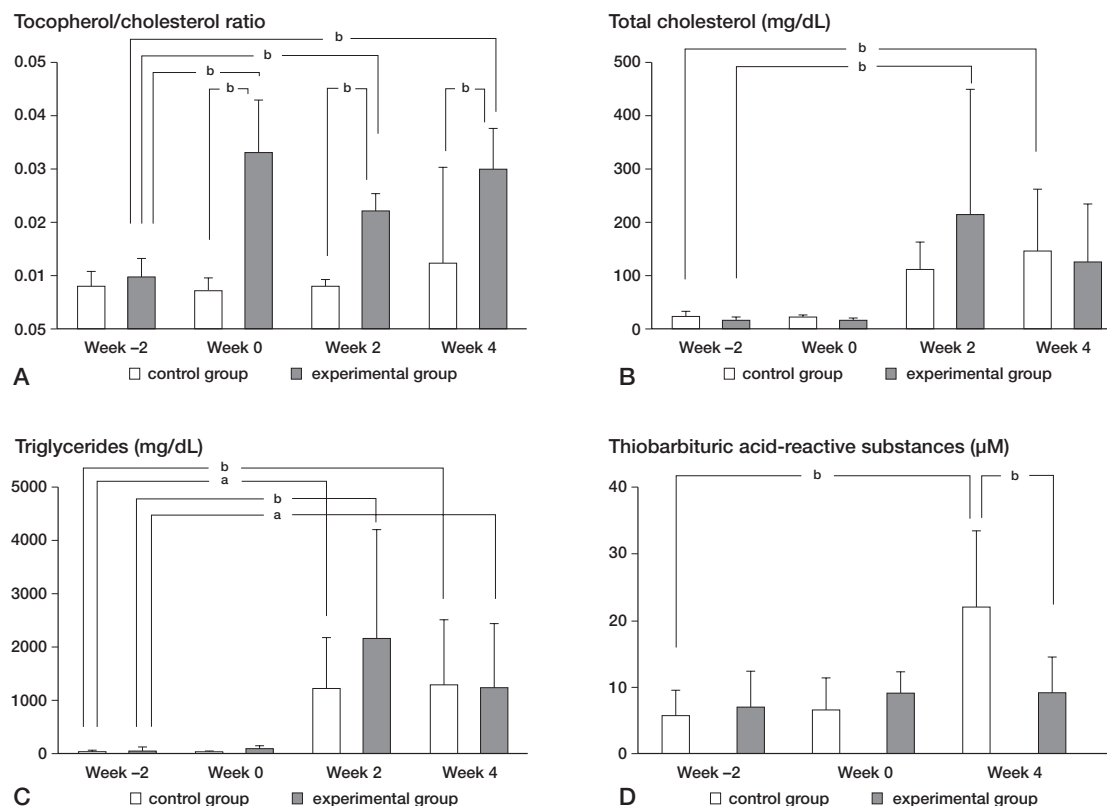 Tocopherol/cholesterol ratio
b
b
b
b
b
b
0.05
0.04
0.03
0.02
0.01
0.05
Week –2 Week 0 Week 2 Week 4
A
control group experimental group
Total cholesterol (mg/dL)
b
b
500
400
300
200
100
0
Week –2 Week 0 Week 2 Week 4
B
control group experimental group
Triglycerides (mg/dL)
b
a
b
a
5000
4000
3000
2000
1000
0
Week –2 Week 0 Week 2 Week 4
C
control group experimental group
Thiobarbituric acid-reactive substances (µM)
b b
40
30
20
10
0
Week –2 Week 0 Week 4
D
control group experimental group